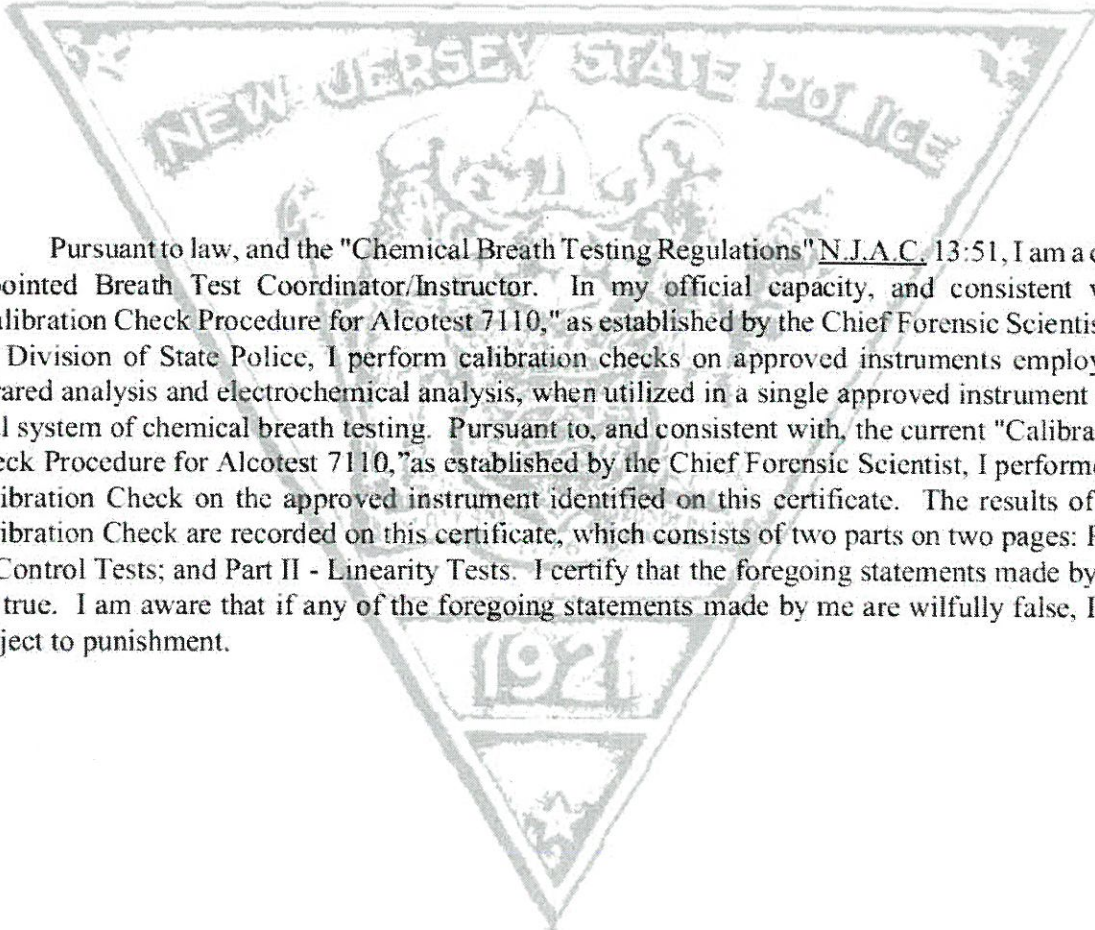 NEW JERSEY STATE POLICE
Pursuant to law, and the "Chemical Breath Testing Regulations" N.J.A.C. 13:51, I am a
ointed Breath Test Coordinator/Instructor. In my official capacity, and consistent
alibration Check Procedure for Alcotest 7110," as established by the Chief Forensic Scientis
Division of State Police, I perform calibration checks on approved instruments employ
ared analysis and electrochemical analysis, when utilized in a single approved instrument
l system of chemical breath testing. Pursuant to, and consistent with, the current "Calibra
eck Procedure for Alcotest 7110,"as established by the Chief Forensic Scientist, I perform
ibration Check on the approved instrument identified on this certificate. The results of
ibration Check are recorded on this certificate, which consists of two parts on two pages:
Control Tests; and Part II - Linearity Tests. I certify that the foregoing statements made by
true. I am aware that if any of the foregoing statements made by me are wilfully false, I
ject to punishment.
1921